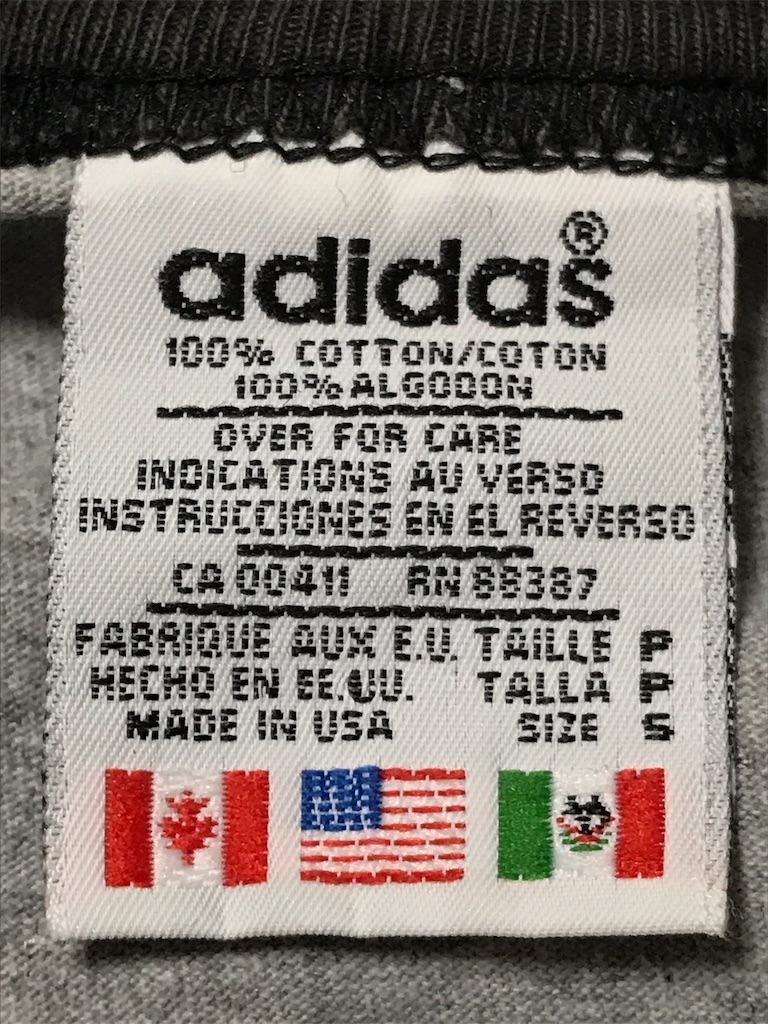 adidas®
100% COTTON/COTON
100% ALGODON
OVER FOR CARE
INDICATIONS AU VERSO
INSTRUCCIONES EN EL REVERSO
CA 00411 RN 88387
FABRIQUE AUX E.U. TAILLE P
HECHO EN EE.UU. TALLA P
MADE IN USA SIZE S